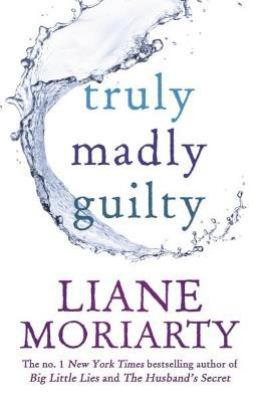 truly
madly
guilty
LIANE
MORIARTY
The no. 1 New York Times bestselling author of
Big Little Lies and The Husband's Secret